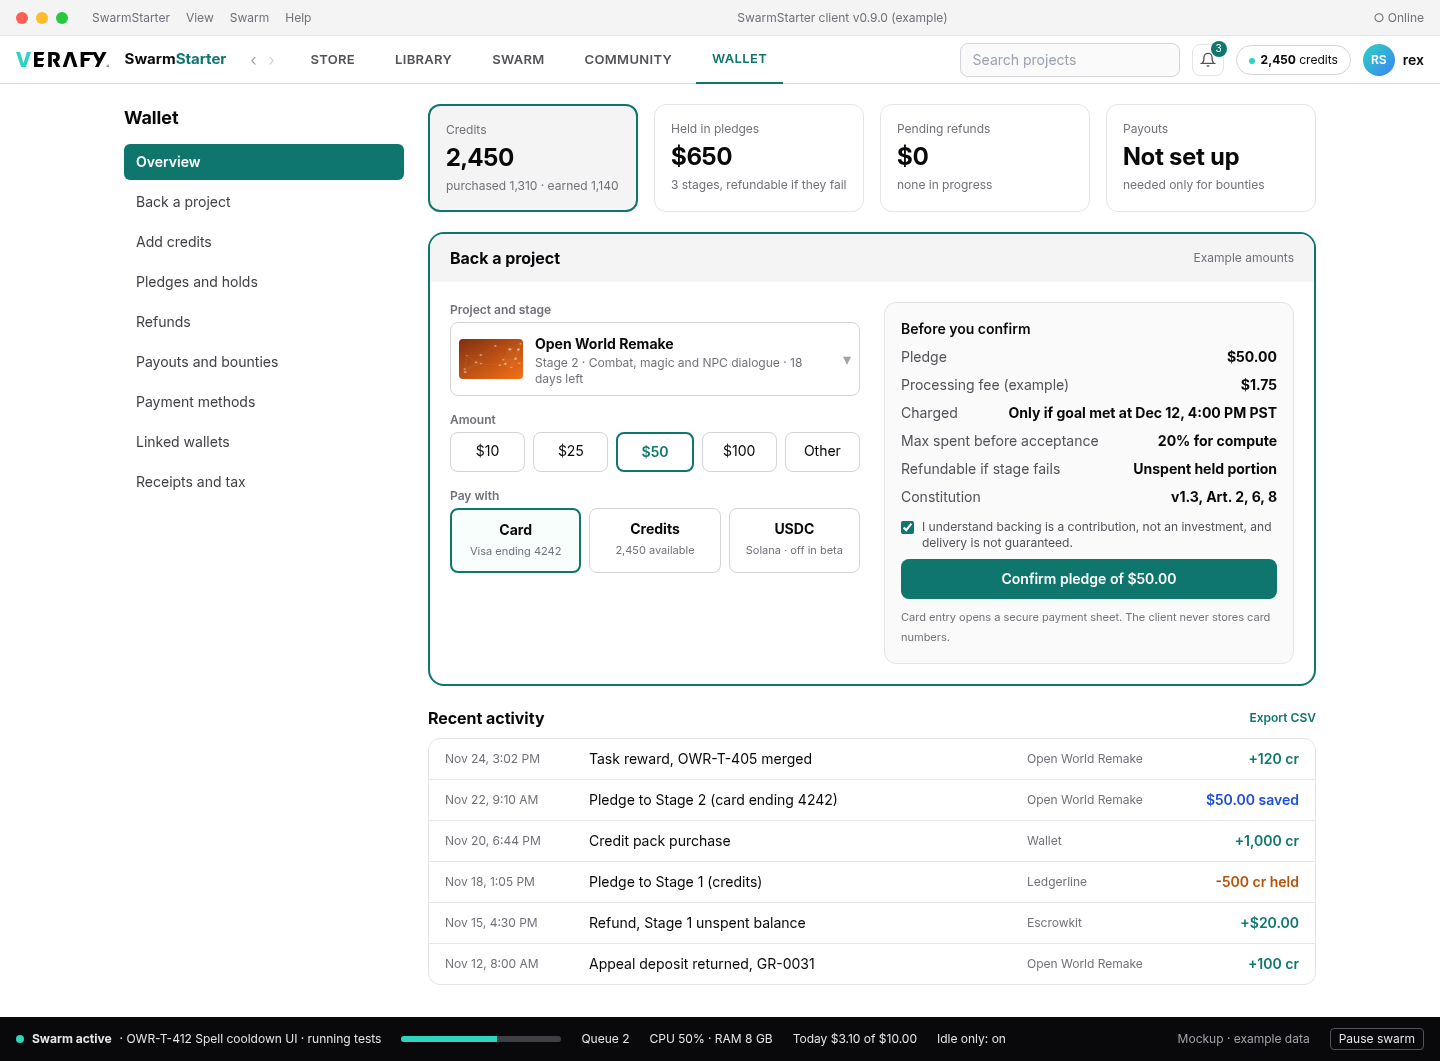 SwarmStarter View Swarm Help
SwarmStarter client v0.9.0 (example)
Online
VERAFY. SwarmStarter ‹ ›
STORE LIBRARY SWARM COMMUNITY WALLET
Search projects
3
2,450 credits
RS rex
Wallet
Overview
Back a project
Add credits
Pledges and holds
Refunds
Payouts and bounties
Payment methods
Linked wallets
Receipts and tax
Credits
2,450
purchased 1,310 · earned 1,140
Held in pledges
$650
3 stages, refundable if they fail
Pending refunds
$0
none in progress
Payouts
Not set up
needed only for bounties
Back a project
Example amounts
Project and stage
Open World Remake
Stage 2 · Combat, magic and NPC dialogue · 18
days left
▼
Amount
$10 $25 $50 $100 Other
Pay with
Card
Visa ending 4242
Credits
2,450 available
USDC
Solana · off in beta
Before you confirm
Pledge $50.00
Processing fee (example) $1.75
Charged Only if goal met at Dec 12, 4:00 PM PST
Max spent before acceptance 20% for compute
Refundable if stage fails Unspent held portion
Constitution v1.3, Art. 2, 6, 8
I understand backing is a contribution, not an investment, and
delivery is not guaranteed.
Confirm pledge of $50.00
Card entry opens a secure payment sheet. The client never stores card
numbers.
Recent activity
Export CSV
Nov 24, 3:02 PM Task reward, OWR-T-405 merged Open World Remake +120 cr
Nov 22, 9:10 AM Pledge to Stage 2 (card ending 4242) Open World Remake $50.00 saved
Nov 20, 6:44 PM Credit pack purchase Wallet +1,000 cr
Nov 18, 1:05 PM Pledge to Stage 1 (credits) Ledgerline -500 cr held
Nov 15, 4:30 PM Refund, Stage 1 unspent balance Escrowkit +$20.00
Nov 12, 8:00 AM Appeal deposit returned, GR-0031 Open World Remake +100 cr
Swarm active · OWR-T-412 Spell cooldown UI · running tests Queue 2 CPU 50% · RAM 8 GB Today $3.10 of $10.00 Idle only: on Mockup · example data Pause swarm